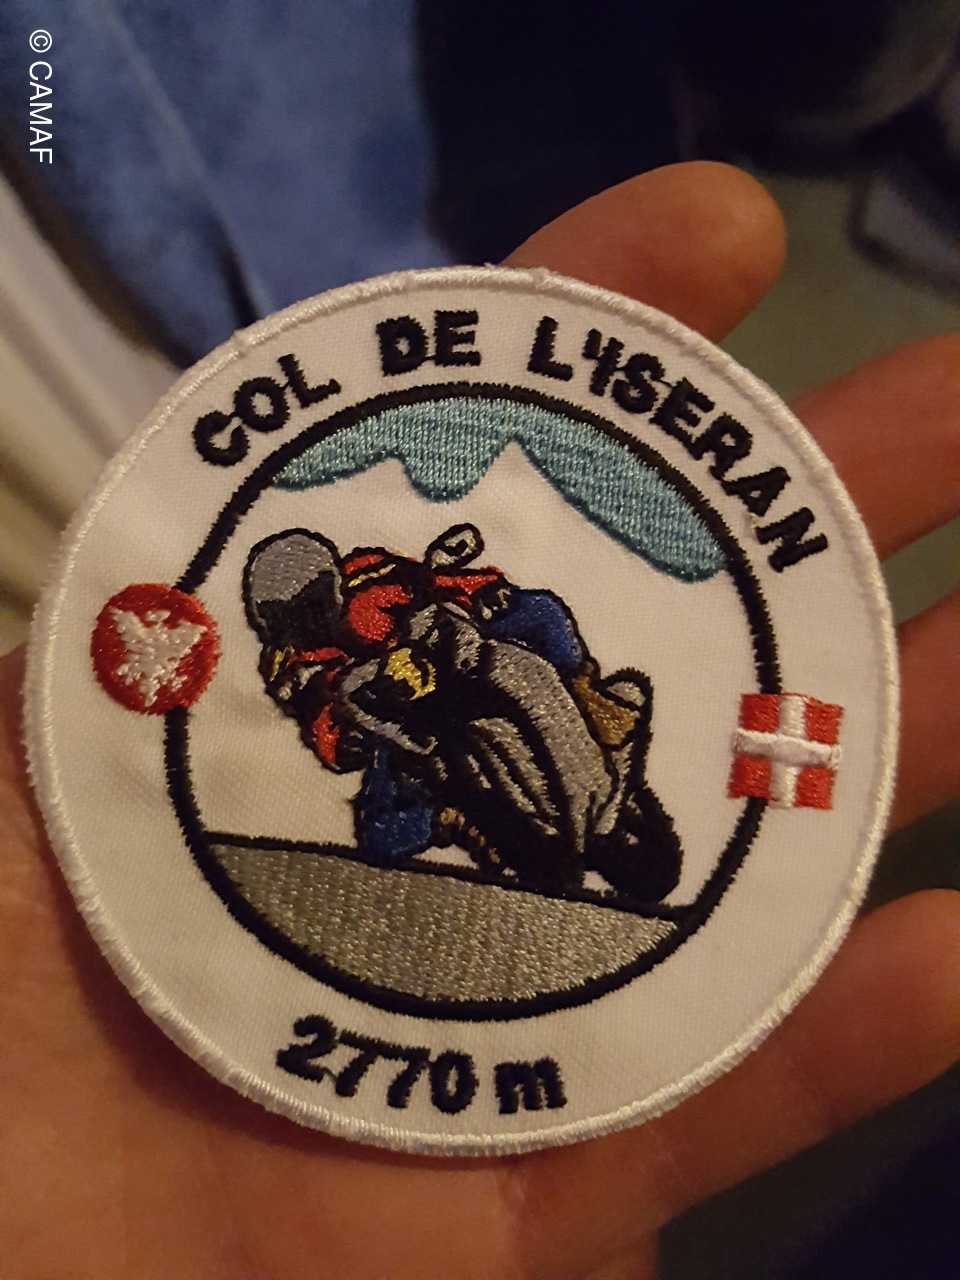 © CAMAF
COL DE L'ISERAN
2770 m